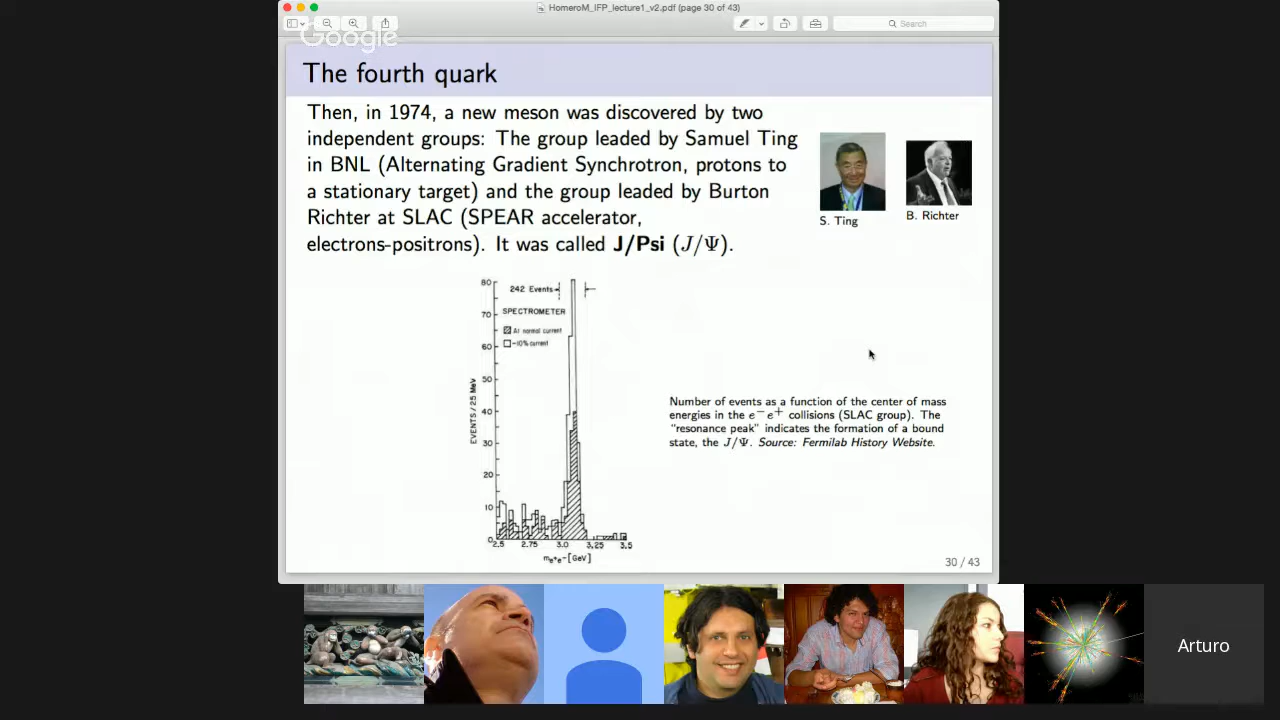 HomeroM_IFP_lecture1_v2.pdf (page 30 of 43)
Search
Google
The fourth quark
Then, in 1974, a new meson was discovered by two
independent groups: The group leaded by Samuel Ting
in BNL (Alternating Gradient Synchrotron, protons to
a stationary target) and the group leaded by Burton
Richter at SLAC (SPEAR accelerator,
electrons-positrons). It was called J/Psi (J/Ψ).
S. Ting
B. Richter
80
242 Events
SPECTROMETER
At normal current
-10% current
70
60
50
40
30
20
10
0
EVENTS / 25 MeV
2.5 2.75 3.0 3.25 3.5
me+e- [GeV]
Number of events as a function of the center of mass
energies in the e⁻e⁺ collisions (SLAC group). The
"resonance peak" indicates the formation of a bound
state, the J/Ψ. Source: Fermilab History Website.
30 / 43
Arturo